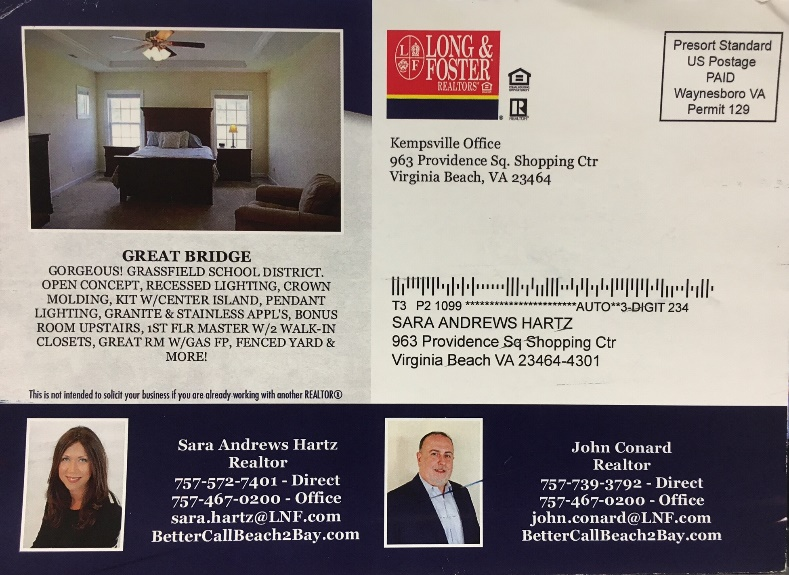 LONG &
FOSTER
REALTORS®
L F
REALTOR®
Presort Standard
US Postage
PAID
Waynesboro VA
Permit 129
Kempsville Office
963 Providence Sq. Shopping Ctr
Virginia Beach, VA 23464
GREAT BRIDGE
GORGEOUS! GRASSFIELD SCHOOL DISTRICT.
OPEN CONCEPT, RECESSED LIGHTING, CROWN
MOLDING, KIT W/CENTER ISLAND, PENDANT
LIGHTING, GRANITE & STAINLESS APPL'S, BONUS
ROOM UPSTAIRS, 1ST FLR MASTER W/2 WALK-IN
CLOSETS, GREAT RM W/GAS FP, FENCED YARD &
MORE!
This is not intended to solicit your business if you are already working with another REALTOR®
T3 P2 1099 ***********************AUTO**3-DIGIT 234
SARA ANDREWS HARTZ
963 Providence Sq Shopping Ctr
Virginia Beach VA 23464-4301
Sara Andrews Hartz
Realtor
757-572-7401 - Direct
757-467-0200 - Office
sara.hartz@LNF.com
BetterCallBeach2Bay.com
John Conard
Realtor
757-739-3792 - Direct
757-467-0200 - Office
john.conard@LNF.com
BetterCallBeach2Bay.com